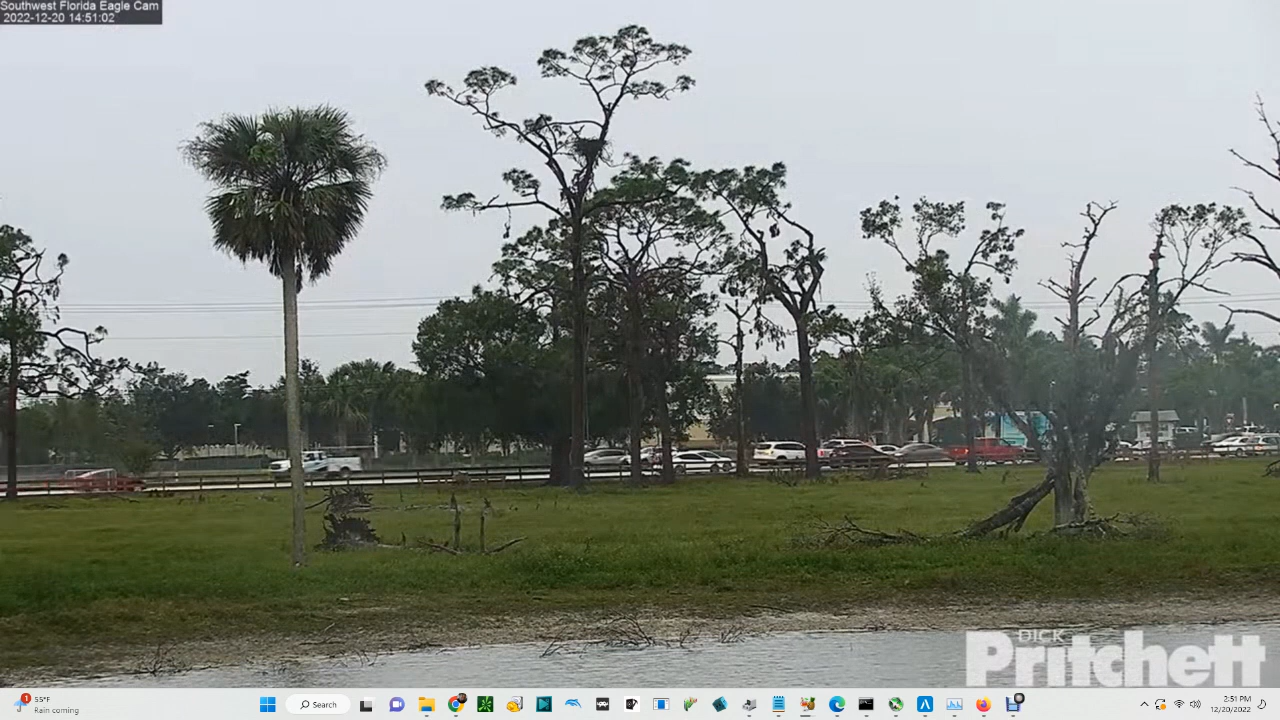 Southwest Florida Eagle Cam
2022-12-20 14:51:02
DICK
Pritchett
1
55°F
Rain coming
Search
2:51 PM
12/20/2022